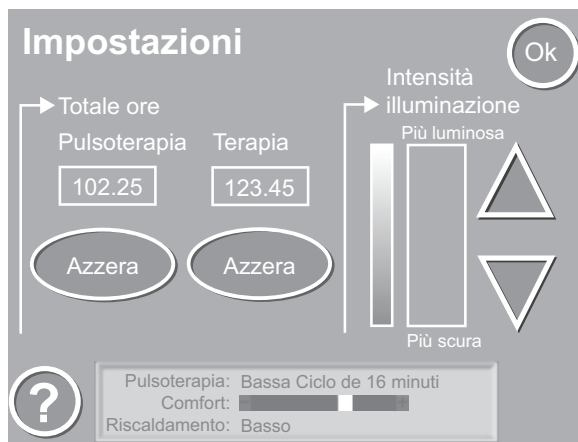 Impostazioni
Ok
Totale ore
Pulsoterapia
Terapia
102.25
123.45
Azzera
Azzera
Intensità
illuminazione
Più luminosa
Più scura
?
Pulsoterapia: Bassa Ciclo de 16 minuti
Comfort: - +
Riscaldamento: Basso